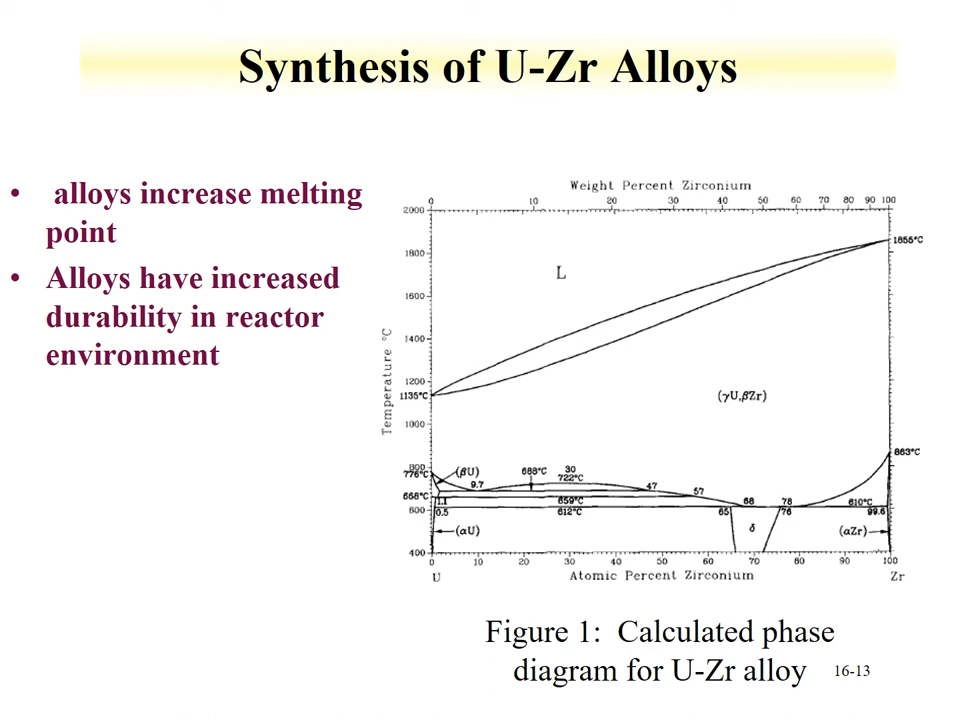 Synthesis of U-Zr Alloys
• alloys increase melting
point
• Alloys have increased
durability in reactor
environment
Weight Percent Zirconium
0 10 20 30 40 50 60 70 80 90 100
Temperature °C
2000
1800
1600
1400
1200
1000
800
600
400
1855°C
L
1135°C
(γU,βZr)
863°C
776°C
(βU)
9.7
688°C
30
722°C
47
668°C
1.1
659°C
57
68
78
610°C
0.5
612°C
65
76
99.6
(αU)
δ
(αZr)
0 10 20 30 40 50 60 70 80 90 100
U
Atomic Percent Zirconium
Zr
Figure 1: Calculated phase
diagram for U-Zr alloy
16-13